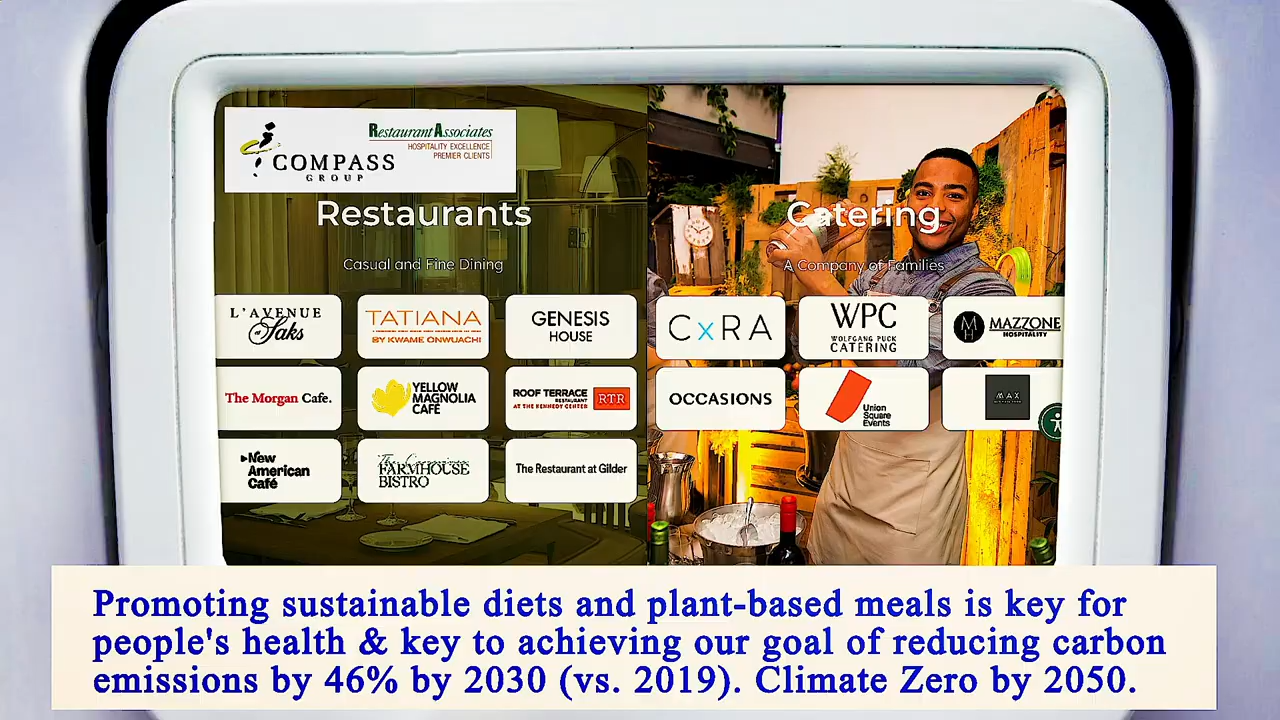 COMPASS
GROUP
Restaurant Associates
HOSPITALITY EXCELLENCE
PREMIER CLIENTS
Restaurants
Casual and Fine Dining
L'AVENUE
Saks
TATIANA
BY KWAME ONWUACHI
GENESIS
HOUSE
The Morgan Cafe.
YELLOW
MAGNOLIA
CAFÉ
ROOF TERRACE
RESTAURANT
AT THE KENNEDY CENTER
RTR
New
American
Café
FARMHOUSE
BISTRO
The Restaurant at Gilder
Catering
A Company of Families
CxRA
WPC
WOLFGANG PUCK
CATERING
MH
MAZZONE
HOSPITALITY
OCCASIONS
Union
Square
Events
MAX
Promoting sustainable diets and plant-based meals is key for
people's health & key to achieving our goal of reducing carbon
emissions by 46% by 2030 (vs. 2019). Climate Zero by 2050.